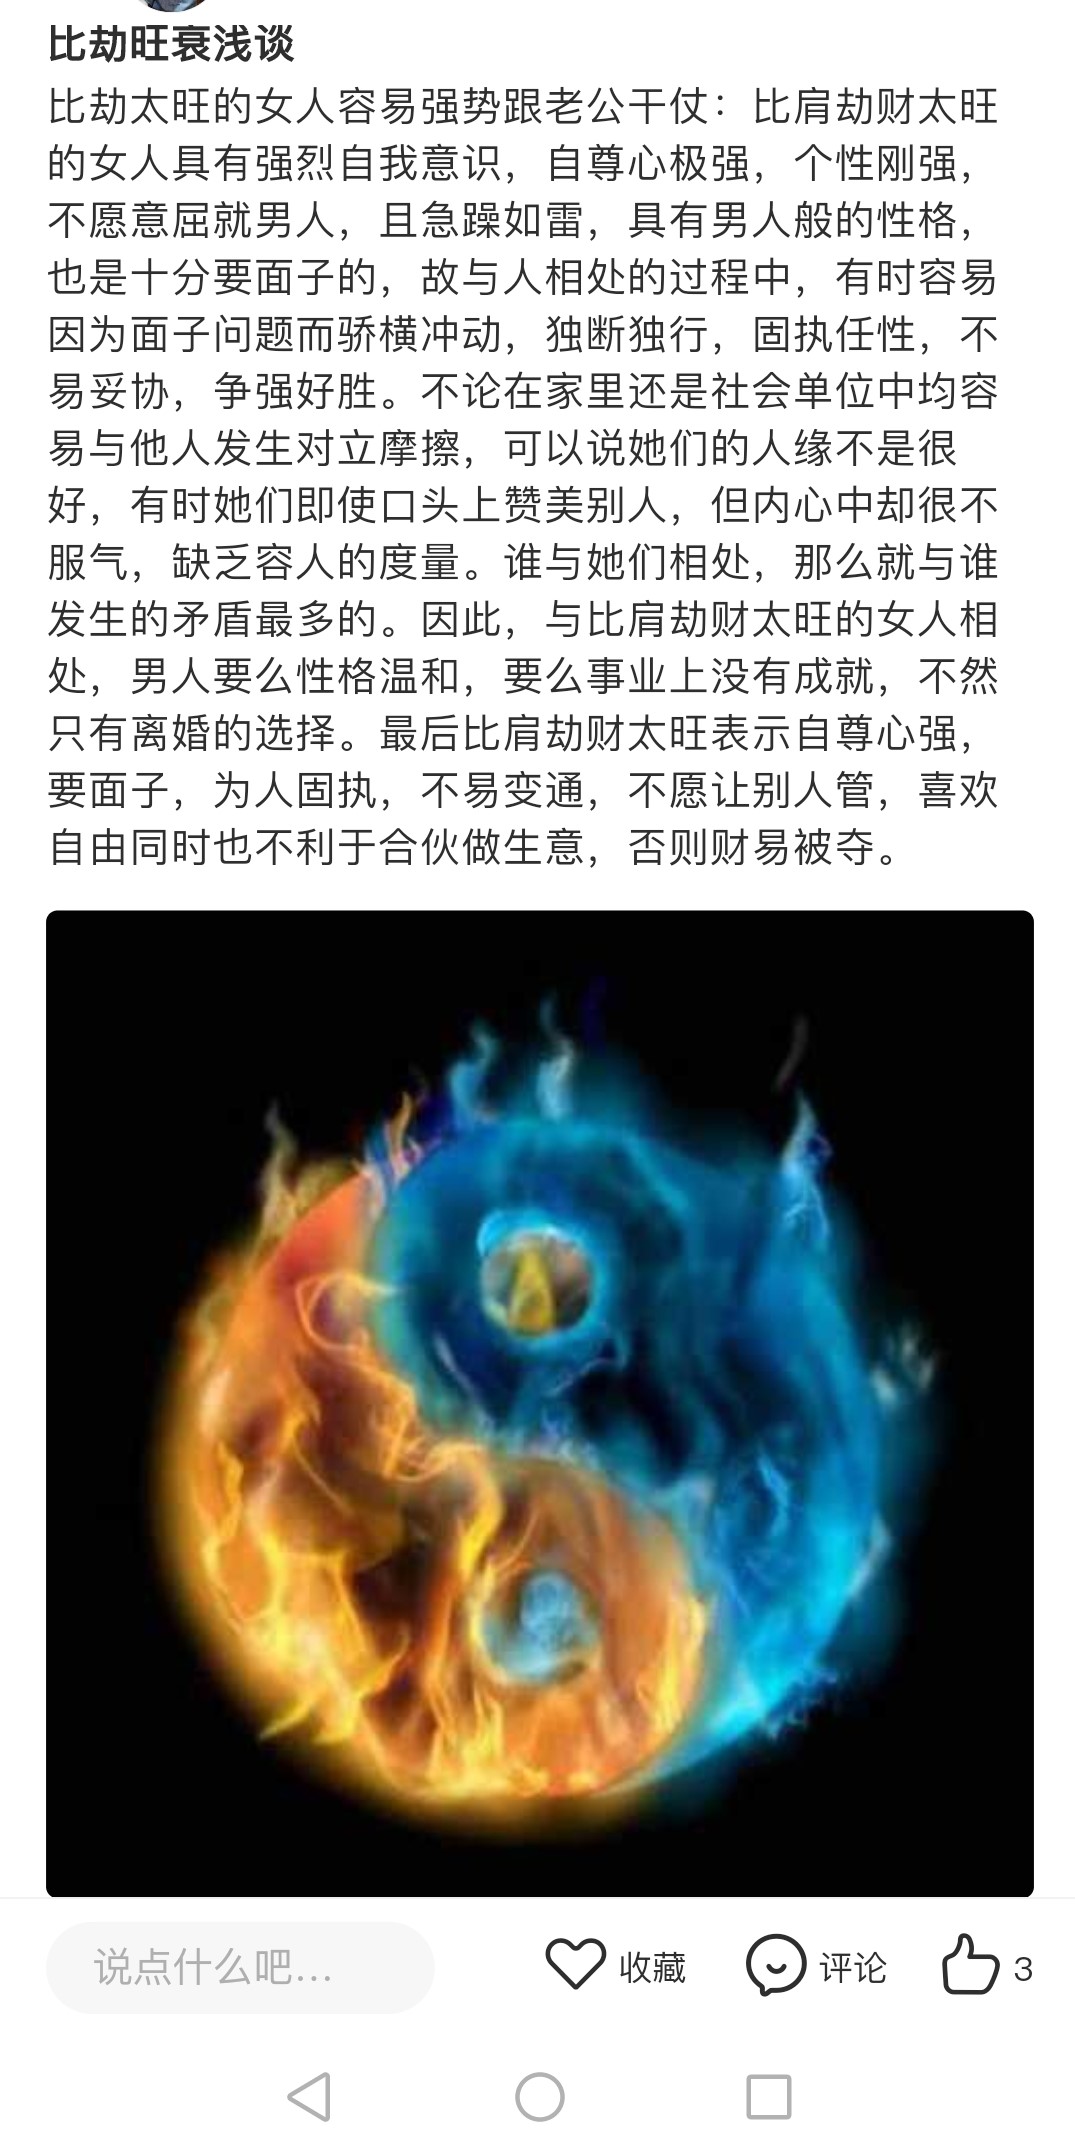 比劫旺衰浅谈
比劫太旺的女人容易强势跟老公干仗：比肩劫财太旺
的女人具有强烈自我意识，自尊心极强，个性刚强，
不愿意屈就男人，且急躁如雷，具有男人般的性格，
也是十分要面子的，故与人相处的过程中，有时容易
因为面子问题而骄横冲动，独断独行，固执任性，不
易妥协，争强好胜。不论在家里还是社会单位中均容
易与他人发生对立摩擦，可以说她们的人缘不是很
好，有时她们即使口头上赞美别人，但内心中却很不
服气，缺乏容人的度量。谁与她们相处，那么就与谁
发生的矛盾最多的。因此，与比肩劫财太旺的女人相
处，男人要么性格温和，要么事业上没有成就，不然
只有离婚的选择。最后比肩劫财太旺表示自尊心强，
要面子，为人固执，不易变通，不愿让别人管，喜欢
自由同时也不利于合伙做生意，否则财易被夺。
说点什么吧... 收藏 评论 3